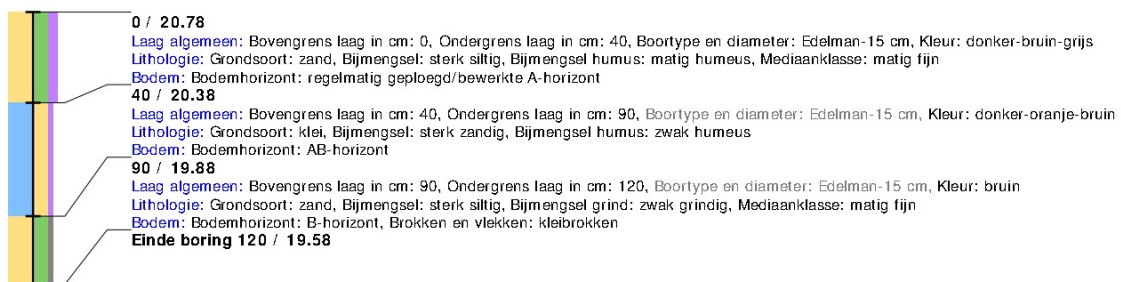 0 / 20.78
Laag algemeen: Bovengrens laag in cm: 0, Ondergrens laag in cm: 40, Boortype en diameter: Edelman-15 cm, Kleur: donker-bruin-grijs
Lithologie: Grondsoort: zand, Bijmengsel: sterk siltig, Bijmengsel humus: matig humeus, Mediaanklasse: matig fijn
Bodem: Bodemhorizont: regelmatig geploegd/bewerkte A-horizont
40 / 20.38
Laag algemeen: Bovengrens laag in cm: 40, Ondergrens laag in cm: 90, Boortype en diameter: Edelman-15 cm, Kleur: donker-oranje-bruin
Lithologie: Grondsoort: klei, Bijmengsel: sterk zandig, Bijmengsel humus: zwak humeus
Bodem: Bodemhorizont: AB-horizont
90 / 19.88
Laag algemeen: Bovengrens laag in cm: 90, Ondergrens laag in cm: 120, Boortype en diameter: Edelman-15 cm, Kleur: bruin
Lithologie: Grondsoort: zand, Bijmengsel: sterk siltig, Bijmengsel grind: zwak grindig, Mediaanklasse: matig fijn
Bodem: Bodemhorizont: B-horizont, Brokken en vlekken: kleibrokken
Einde boring 120 / 19.58